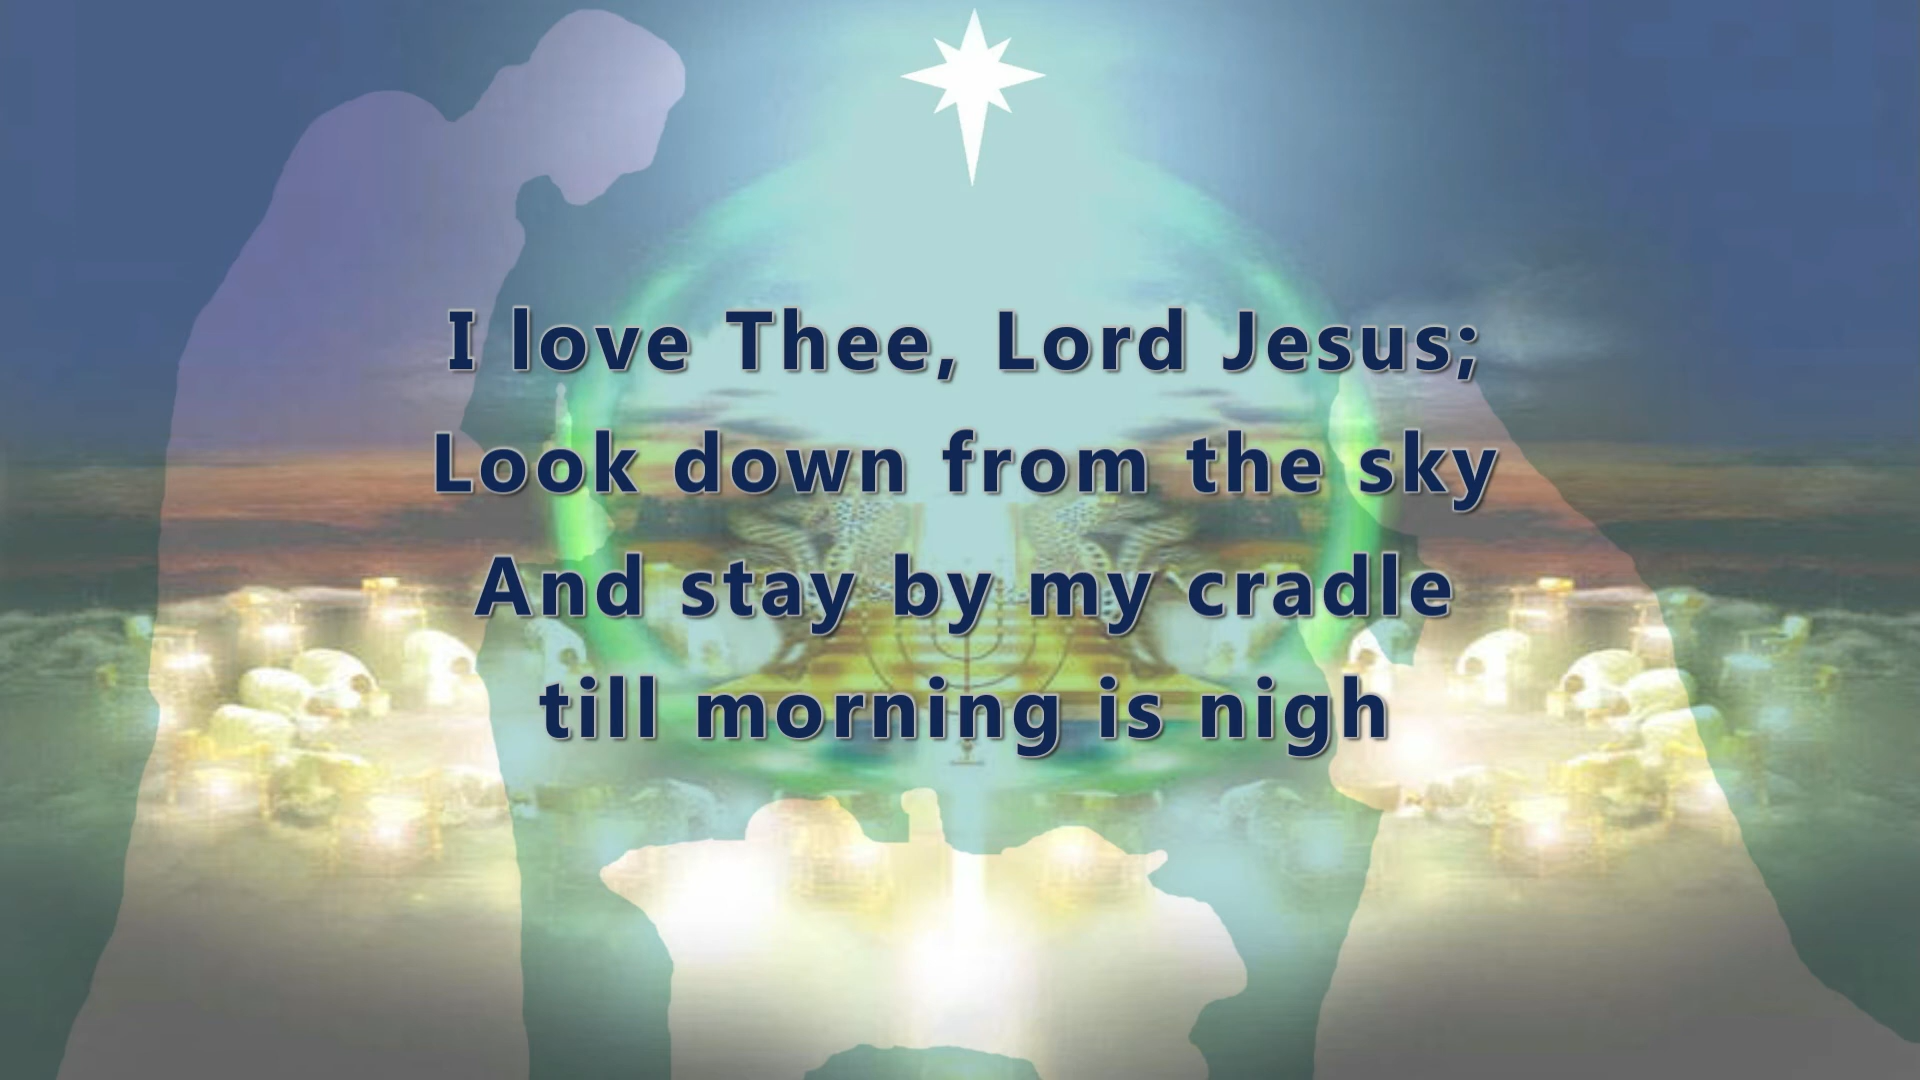 I love Thee, Lord Jesus;
Look down from the sky
And stay by my cradle
till morning is nigh